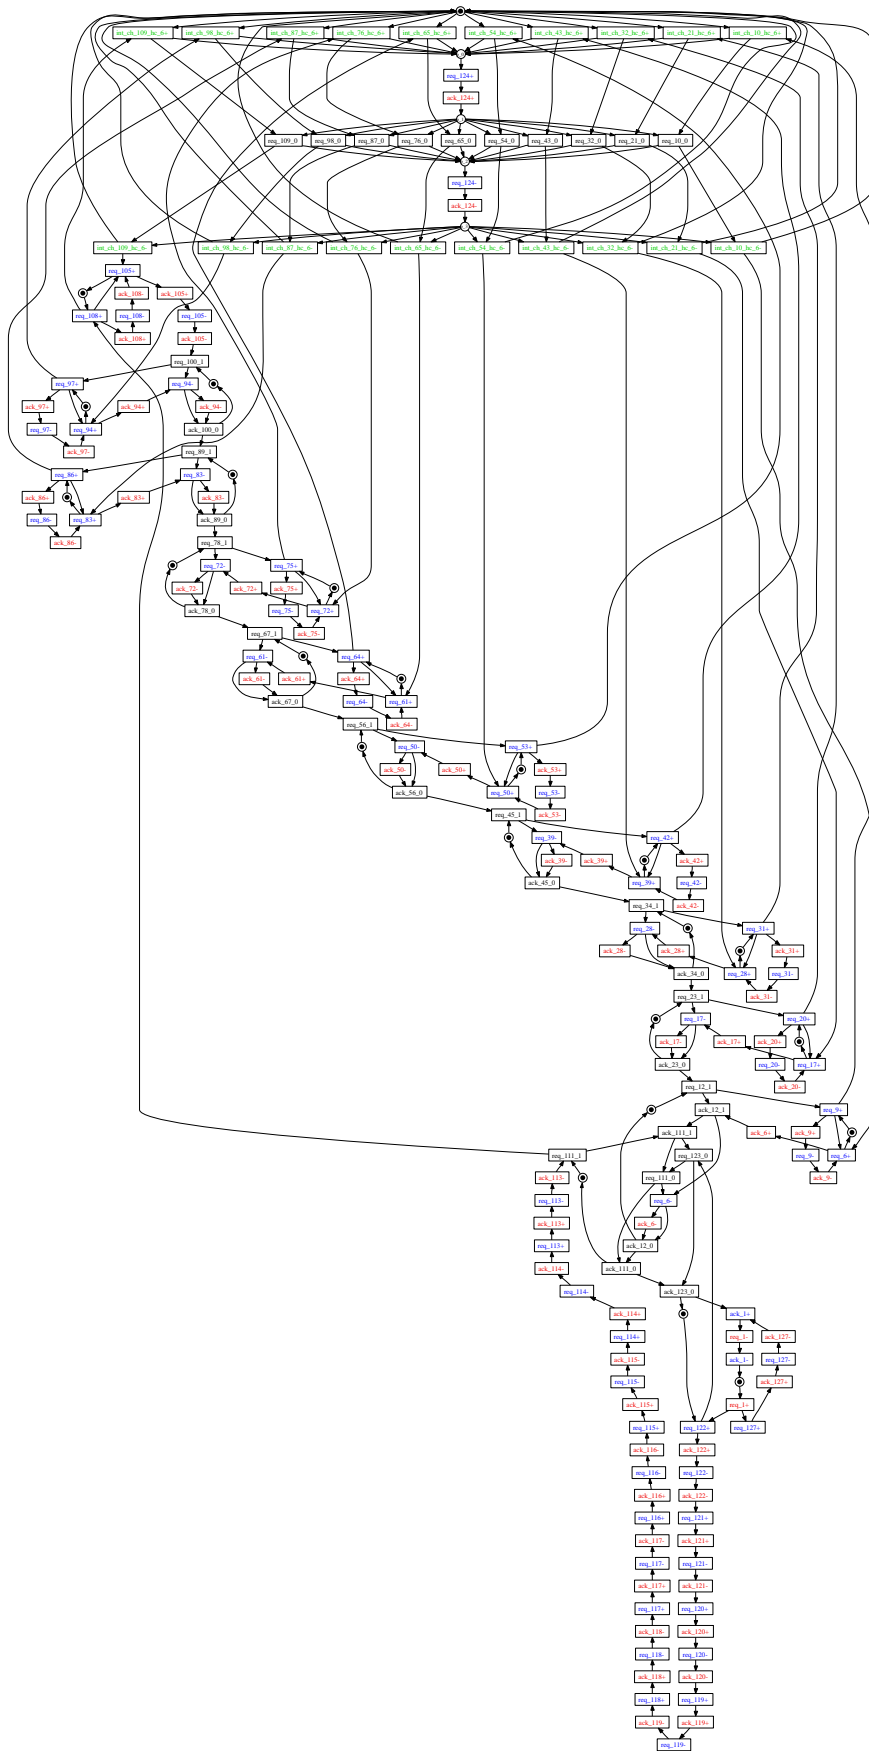 int_ch_109_hc_6+ int_ch_98_hc_6+ int_ch_87_hc_6+ int_ch_76_hc_6+ int_ch_65_hc_6+ int_ch_54_hc_6+ int_ch_43_hc_6+ int_ch_32_hc_6+ int_ch_21_hc_6+ int_ch_10_hc_6+
req_124+
ack_124+
req_109_0 req_98_0 req_87_0 req_76_0 req_65_0 req_54_0 req_43_0 req_32_0 req_21_0 req_10_0
req_124-
ack_124-
int_ch_109_hc_6- int_ch_98_hc_6- int_ch_87_hc_6- int_ch_76_hc_6- int_ch_65_hc_6- int_ch_54_hc_6- int_ch_43_hc_6- int_ch_32_hc_6- int_ch_21_hc_6- int_ch_10_hc_6-
req_105+
ack_108- ack_105+
req_108+ req_108- req_105-
ack_108+ ack_105-
req_100_1
req_97+ req_94-
ack_97+ ack_94+ ack_94-
req_97- req_94+ ack_100_0
ack_97- req_89_1
req_86+ req_83-
ack_86+ ack_83+ ack_83-
req_86- req_83+ ack_89_0
ack_86- req_78_1
req_72- req_75+
ack_72- ack_72+ ack_75+
ack_78_0 req_75- req_72+
req_67_1 ack_75-
req_61- req_64+
ack_61- ack_61+ ack_64+
ack_67_0 req_64- req_61+
req_56_1 ack_64-
req_50- req_53+
ack_50- ack_50+ ack_53+
ack_56_0 req_50+ req_53-
req_45_1 ack_53-
req_39- req_42+
ack_39- ack_39+ ack_42+
ack_45_0 req_39+ req_42-
req_34_1 ack_42-
req_28- req_31+
ack_28- ack_28+ ack_31+
ack_34_0 req_28+ req_31-
req_23_1 ack_31-
req_17- req_20+
ack_17- ack_17+ ack_20+
ack_23_0 req_20- req_17+
req_12_1 ack_20-
ack_12_1 req_9+
ack_111_1 ack_6+ ack_9+
req_111_1 req_123_0 req_9- req_6+
ack_113- req_111_0 ack_9-
req_113- req_6-
ack_113+ ack_6-
req_113+ ack_12_0
ack_114- ack_111_0
req_114- ack_123_0
ack_114+ ack_1+
req_114+ req_1- ack_127-
ack_115- ack_1- req_127-
req_115- ack_127+
ack_115+ req_1+
req_115+ req_122+ req_127+
ack_116- ack_122+
req_116- req_122-
ack_116+ ack_122-
req_116+ req_121+
ack_117- ack_121+
req_117- req_121-
ack_117+ ack_121-
req_117+ req_120+
ack_118- ack_120+
req_118- req_120-
ack_118+ ack_120-
req_118+ req_119+
ack_119- ack_119+
req_119-